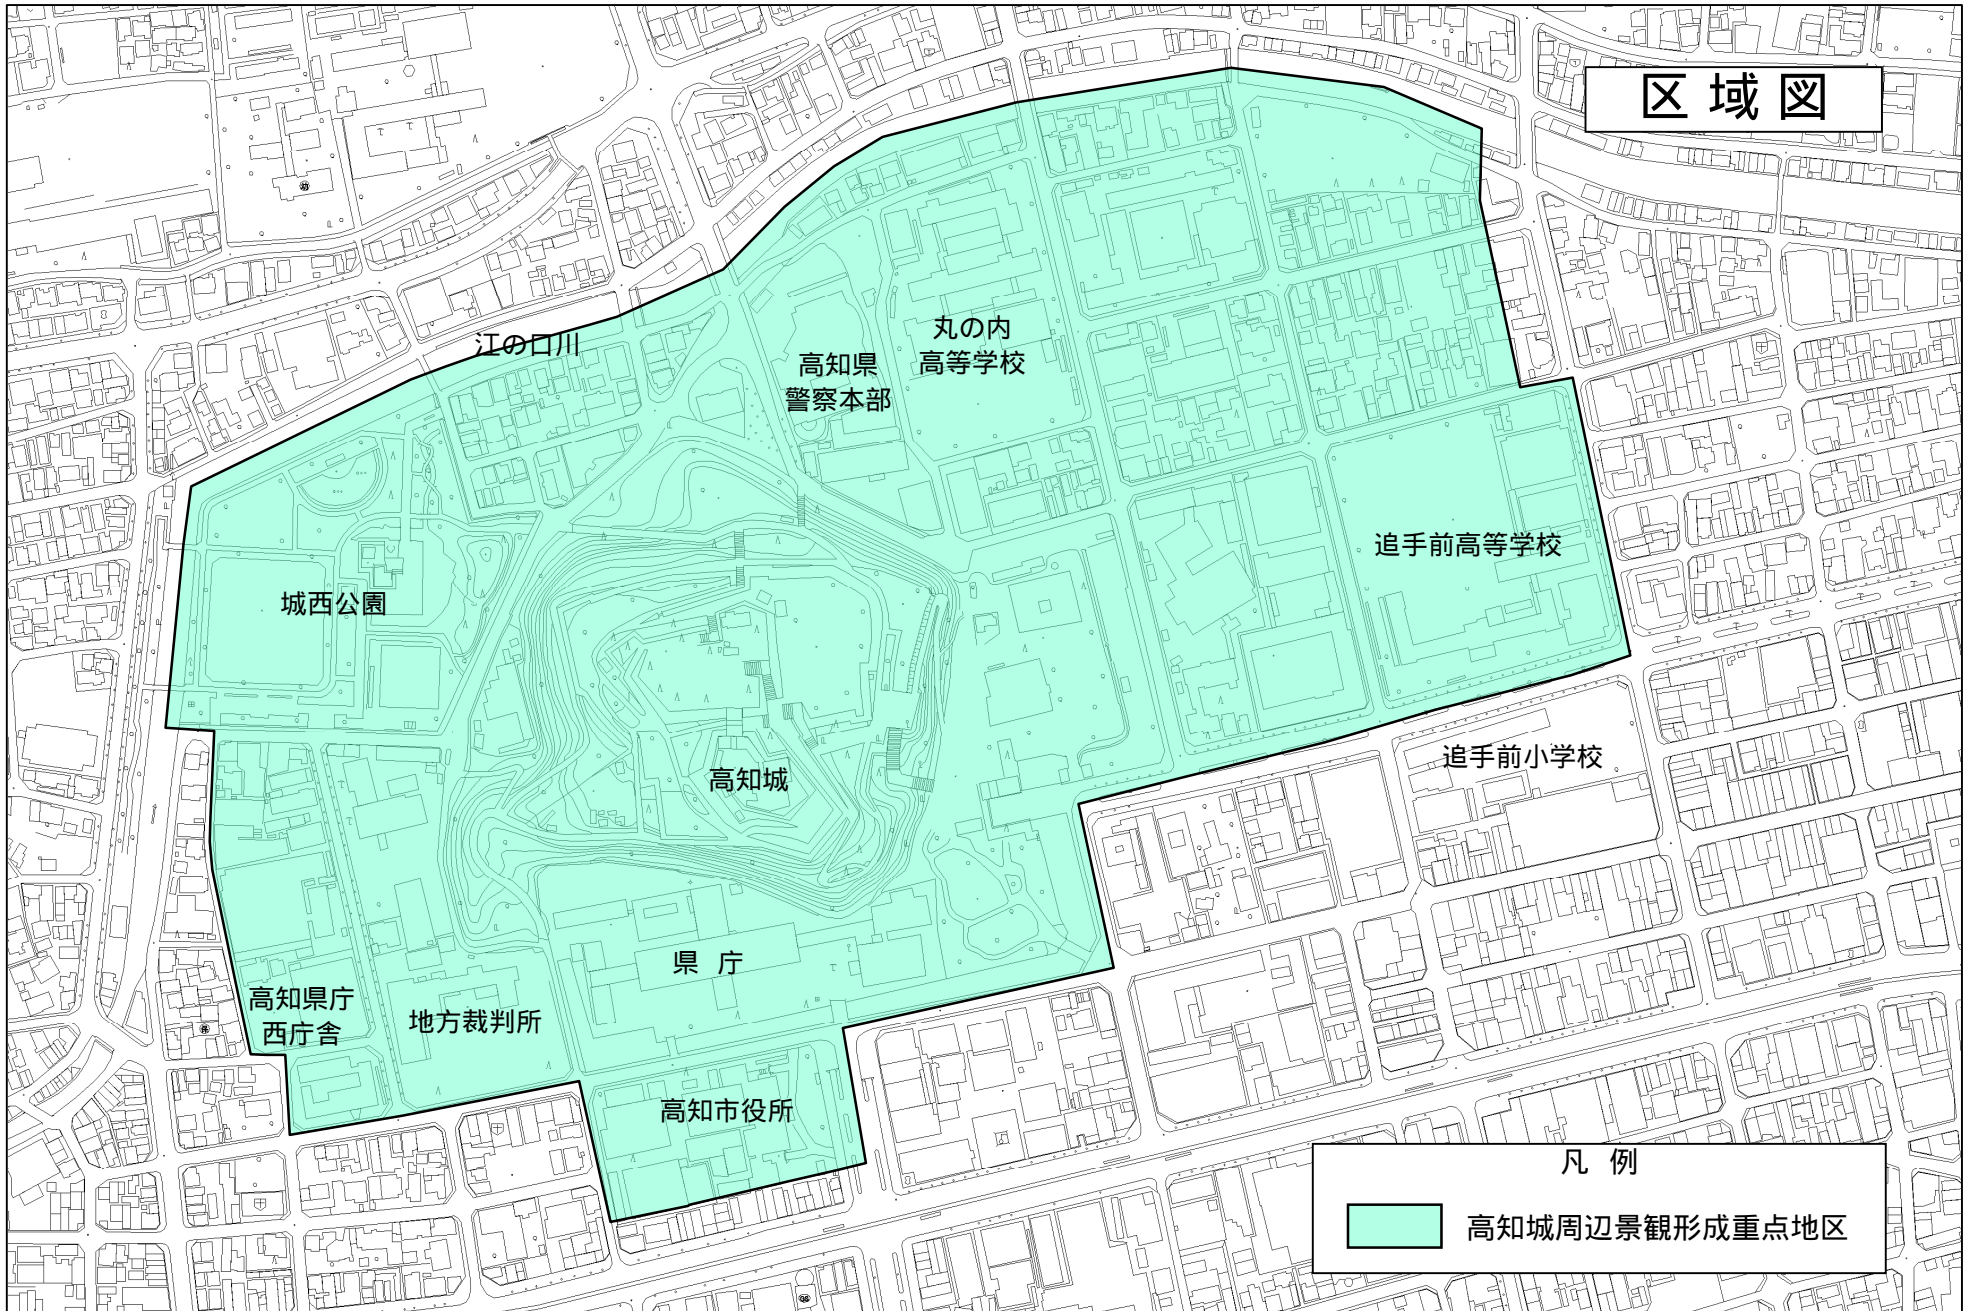 区域図
江の口川
丸の内
高等学校
高知県
警察本部
追手前高等学校
城西公園
追手前小学校
高知城
県 庁
高知県庁
西庁舎
地方裁判所
高知市役所
凡 例
高知城周辺景観形成重点地区